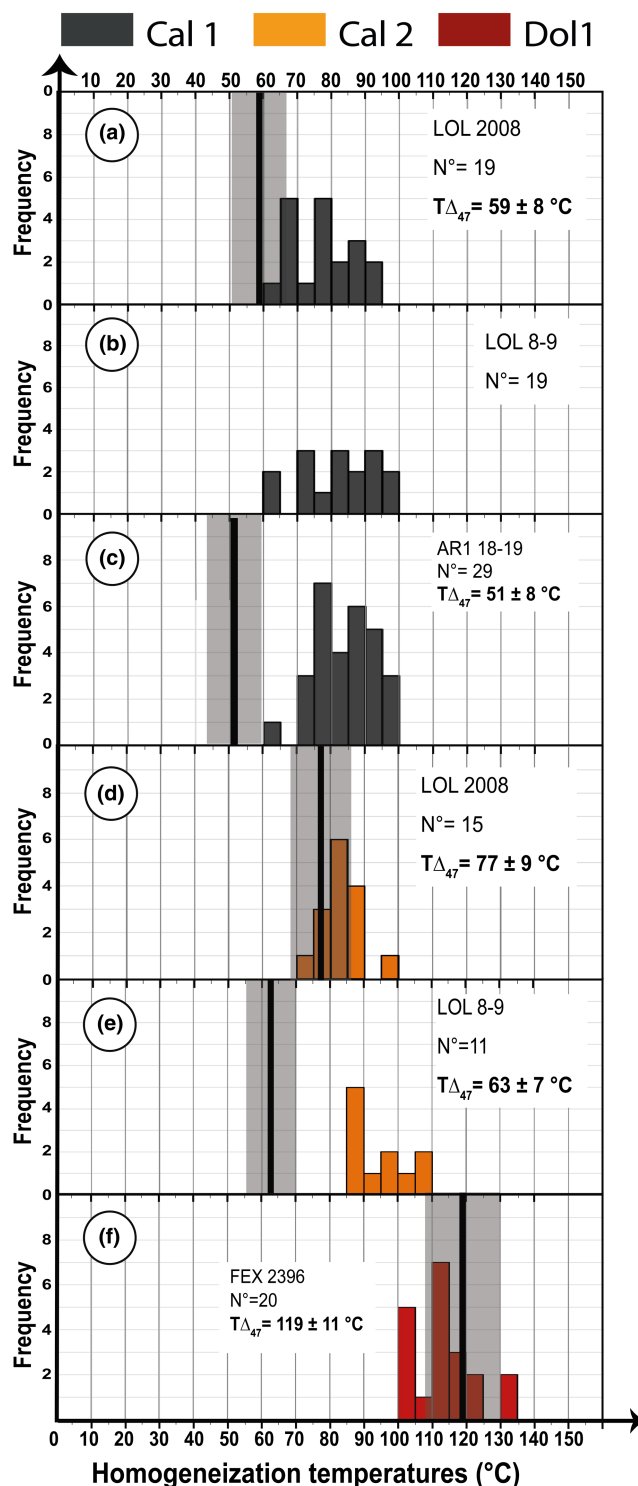 Cal 1 Cal 2 Dol1
10 20 30 40 50 60 70 80 90 100 110 120 130 140 150
Frequency
8
6
4
2
0
(a)
LOL 2008
N°= 19
TΔ47= 59 ± 8 °C
Frequency
8
6
4
2
0
(b)
LOL 8-9
N°= 19
Frequency
8
6
4
2
0
(c)
AR1 18-19
N°= 29
TΔ47= 51 ± 8 °C
Frequency
8
6
4
2
0
(d)
LOL 2008
N°= 15
TΔ47= 77 ± 9 °C
Frequency
8
6
4
2
0
(e)
LOL 8-9
N°=11
TΔ47= 63 ± 7 °C
Frequency
8
6
4
2
(f)
FEX 2396
N°=20
TΔ47= 119 ± 11 °C
0 10 20 30 40 50 60 70 80 90 100 110 120 130 140 150
Homogeneization temperatures (°C)